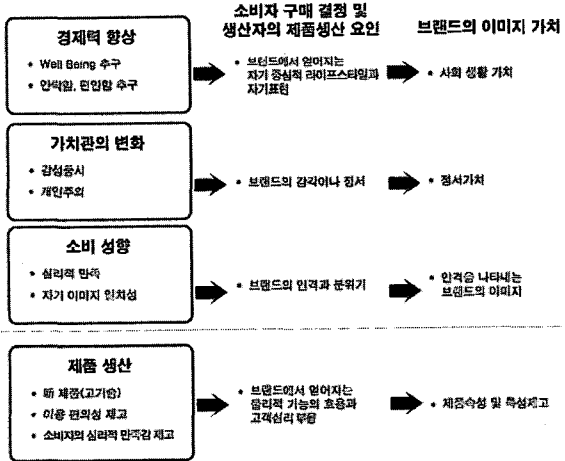 소비자 구매 결정 및
생산자의 제품생산 요인
브랜드의 이미지 가치
경제력 향상
• Well Being 추구
• 안락함, 편안함 추구
• 브랜드에서 얻어지는
자기 중심적 라이프스타일과
자기표현
• 사회 생활 가치
가치관의 변화
• 감성중시
• 개인주의
• 브랜드의 감각이나 정서
• 정서가치
소비 성향
• 심리적 만족
• 자기 이미지 일치성
• 브랜드의 인격과 분위기
• 인격을 나타내는
브랜드의 이미지
제품 생산
• 新 제품(고기능)
• 이용 편의성 제고
• 소비자의 심리적 만족감 제고
• 브랜드에서 얻어지는
물리적 기능의 효용과
고객심리 부응
• 제품속성 및 특성제고